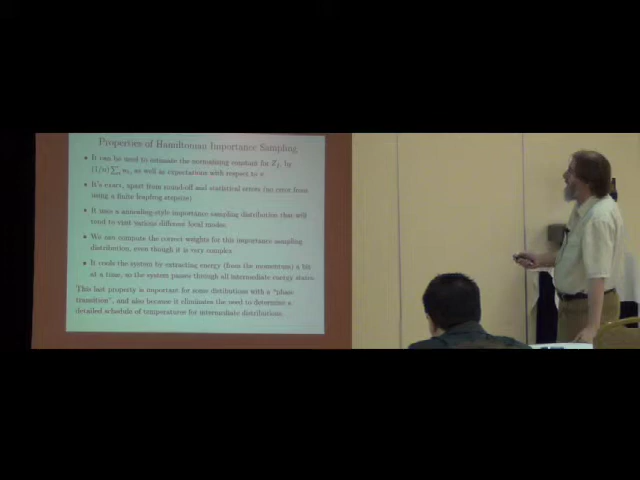 Properties of Hamiltonian Importance Sampling
• It can be used to estimate the normalising constant for Z_f, by
(1/n) ∑ w_i, as well as expectations with respect to π.
• It's exact, apart from round-off and statistical errors (no error from
using a finite leapfrog stepsize)
• It uses a annealing-style importance sampling distribution that will
tend to visit various different local modes.
• We can compute the correct weights for this importance sampling
distribution, even though it is very complex
• It cools the system by extracting energy (from the momentum) a bit
at a time, so the system passes through all intermediate energy states.
This last property is important for some distributions with a "phase
transition", and also because it eliminates the need to determine a
detailed schedule of temperatures for intermediate distributions.